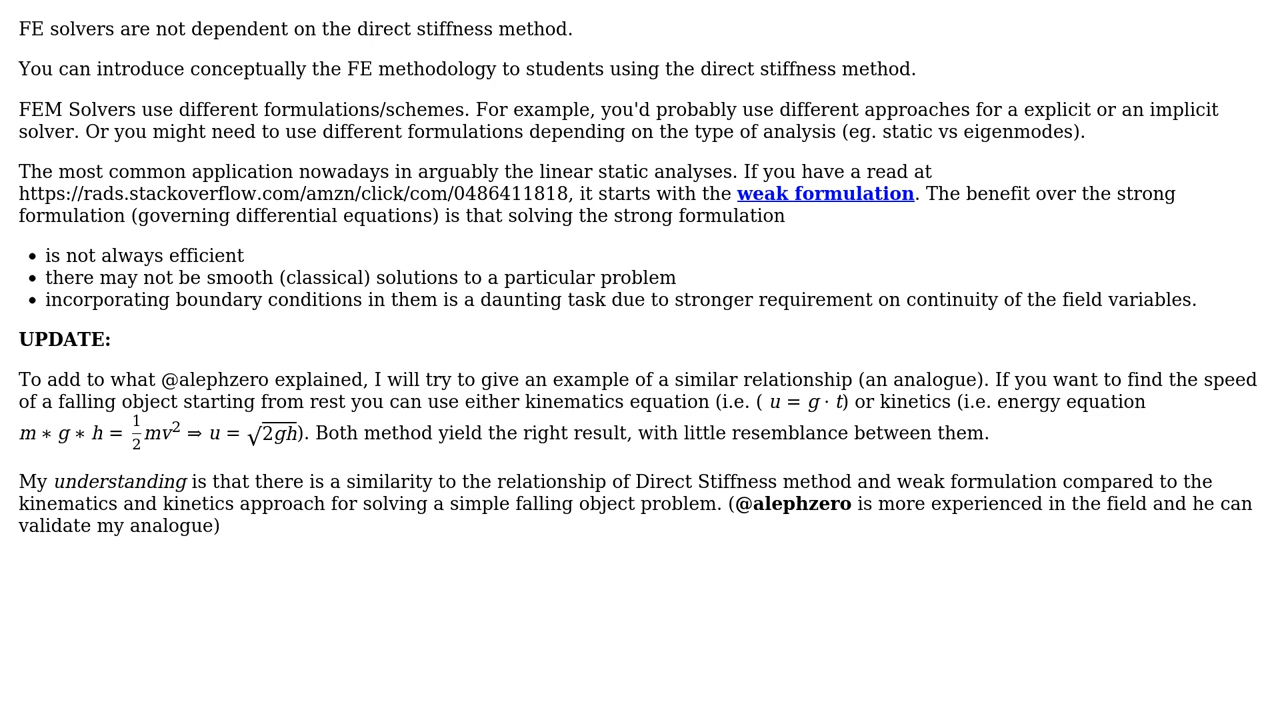 FE solvers are not dependent on the direct stiffness method.
You can introduce conceptually the FE methodology to students using the direct stiffness method.
FEM Solvers use different formulations/schemes. For example, you'd probably use different approaches for a explicit or an implicit
solver. Or you might need to use different formulations depending on the type of analysis (eg. static vs eigenmodes).
The most common application nowadays in arguably the linear static analyses. If you have a read at
https://rads.stackoverflow.com/amzn/click/com/0486411818, it starts with the weak formulation. The benefit over the strong
formulation (governing differential equations) is that solving the strong formulation
• is not always efficient
• there may not be smooth (classical) solutions to a particular problem
• incorporating boundary conditions in them is a daunting task due to stronger requirement on continuity of the field variables.
UPDATE:
To add to what @alephzero explained, I will try to give an example of a similar relationship (an analogue). If you want to find the speed
of a falling object starting from rest you can use either kinematics equation (i.e. ( u = g · t) or kinetics (i.e. energy equation
m ∗ g ∗ h = 1/2 mv² ⇒ u = √2gh). Both method yield the right result, with little resemblance between them.
My understanding is that there is a similarity to the relationship of Direct Stiffness method and weak formulation compared to the
kinematics and kinetics approach for solving a simple falling object problem. (@alephzero is more experienced in the field and he can
validate my analogue)